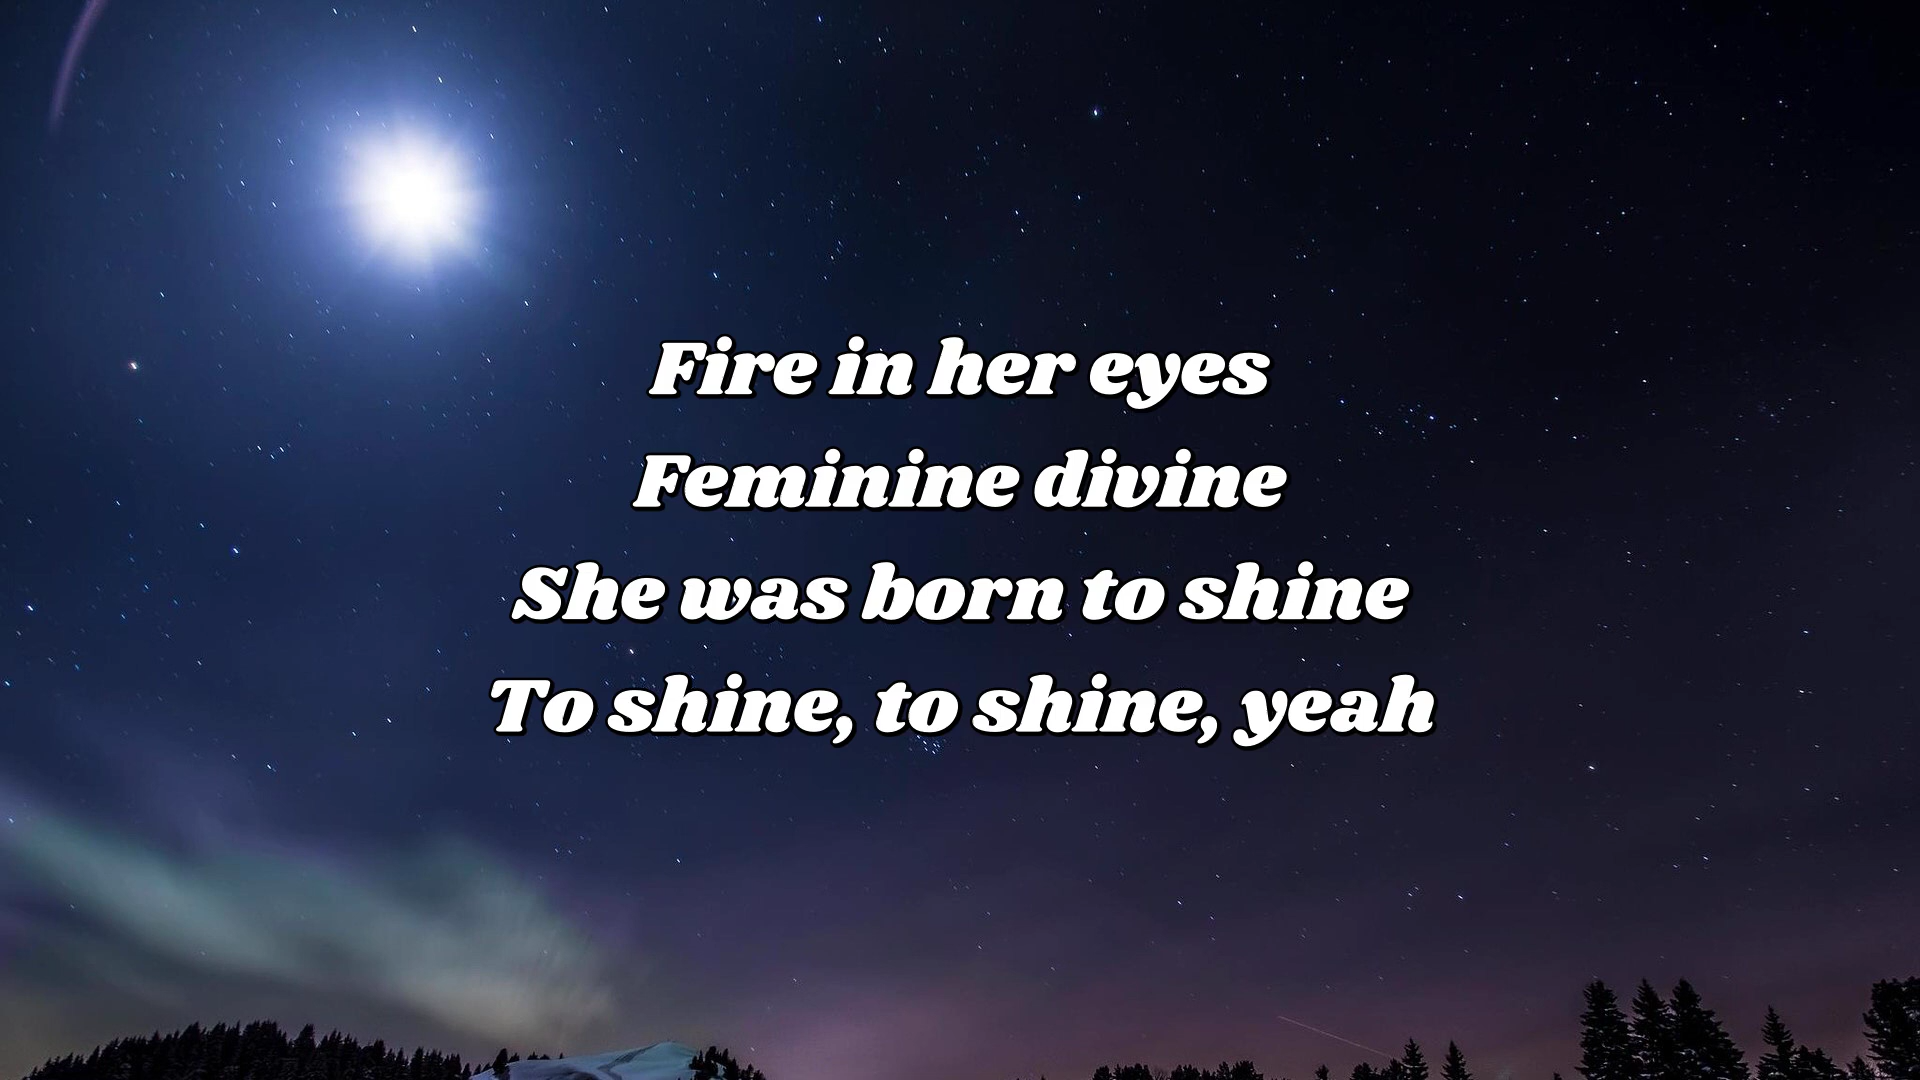 Fire in her eyes
Feminine divine
She was born to shine
To shine, to shine, yeah